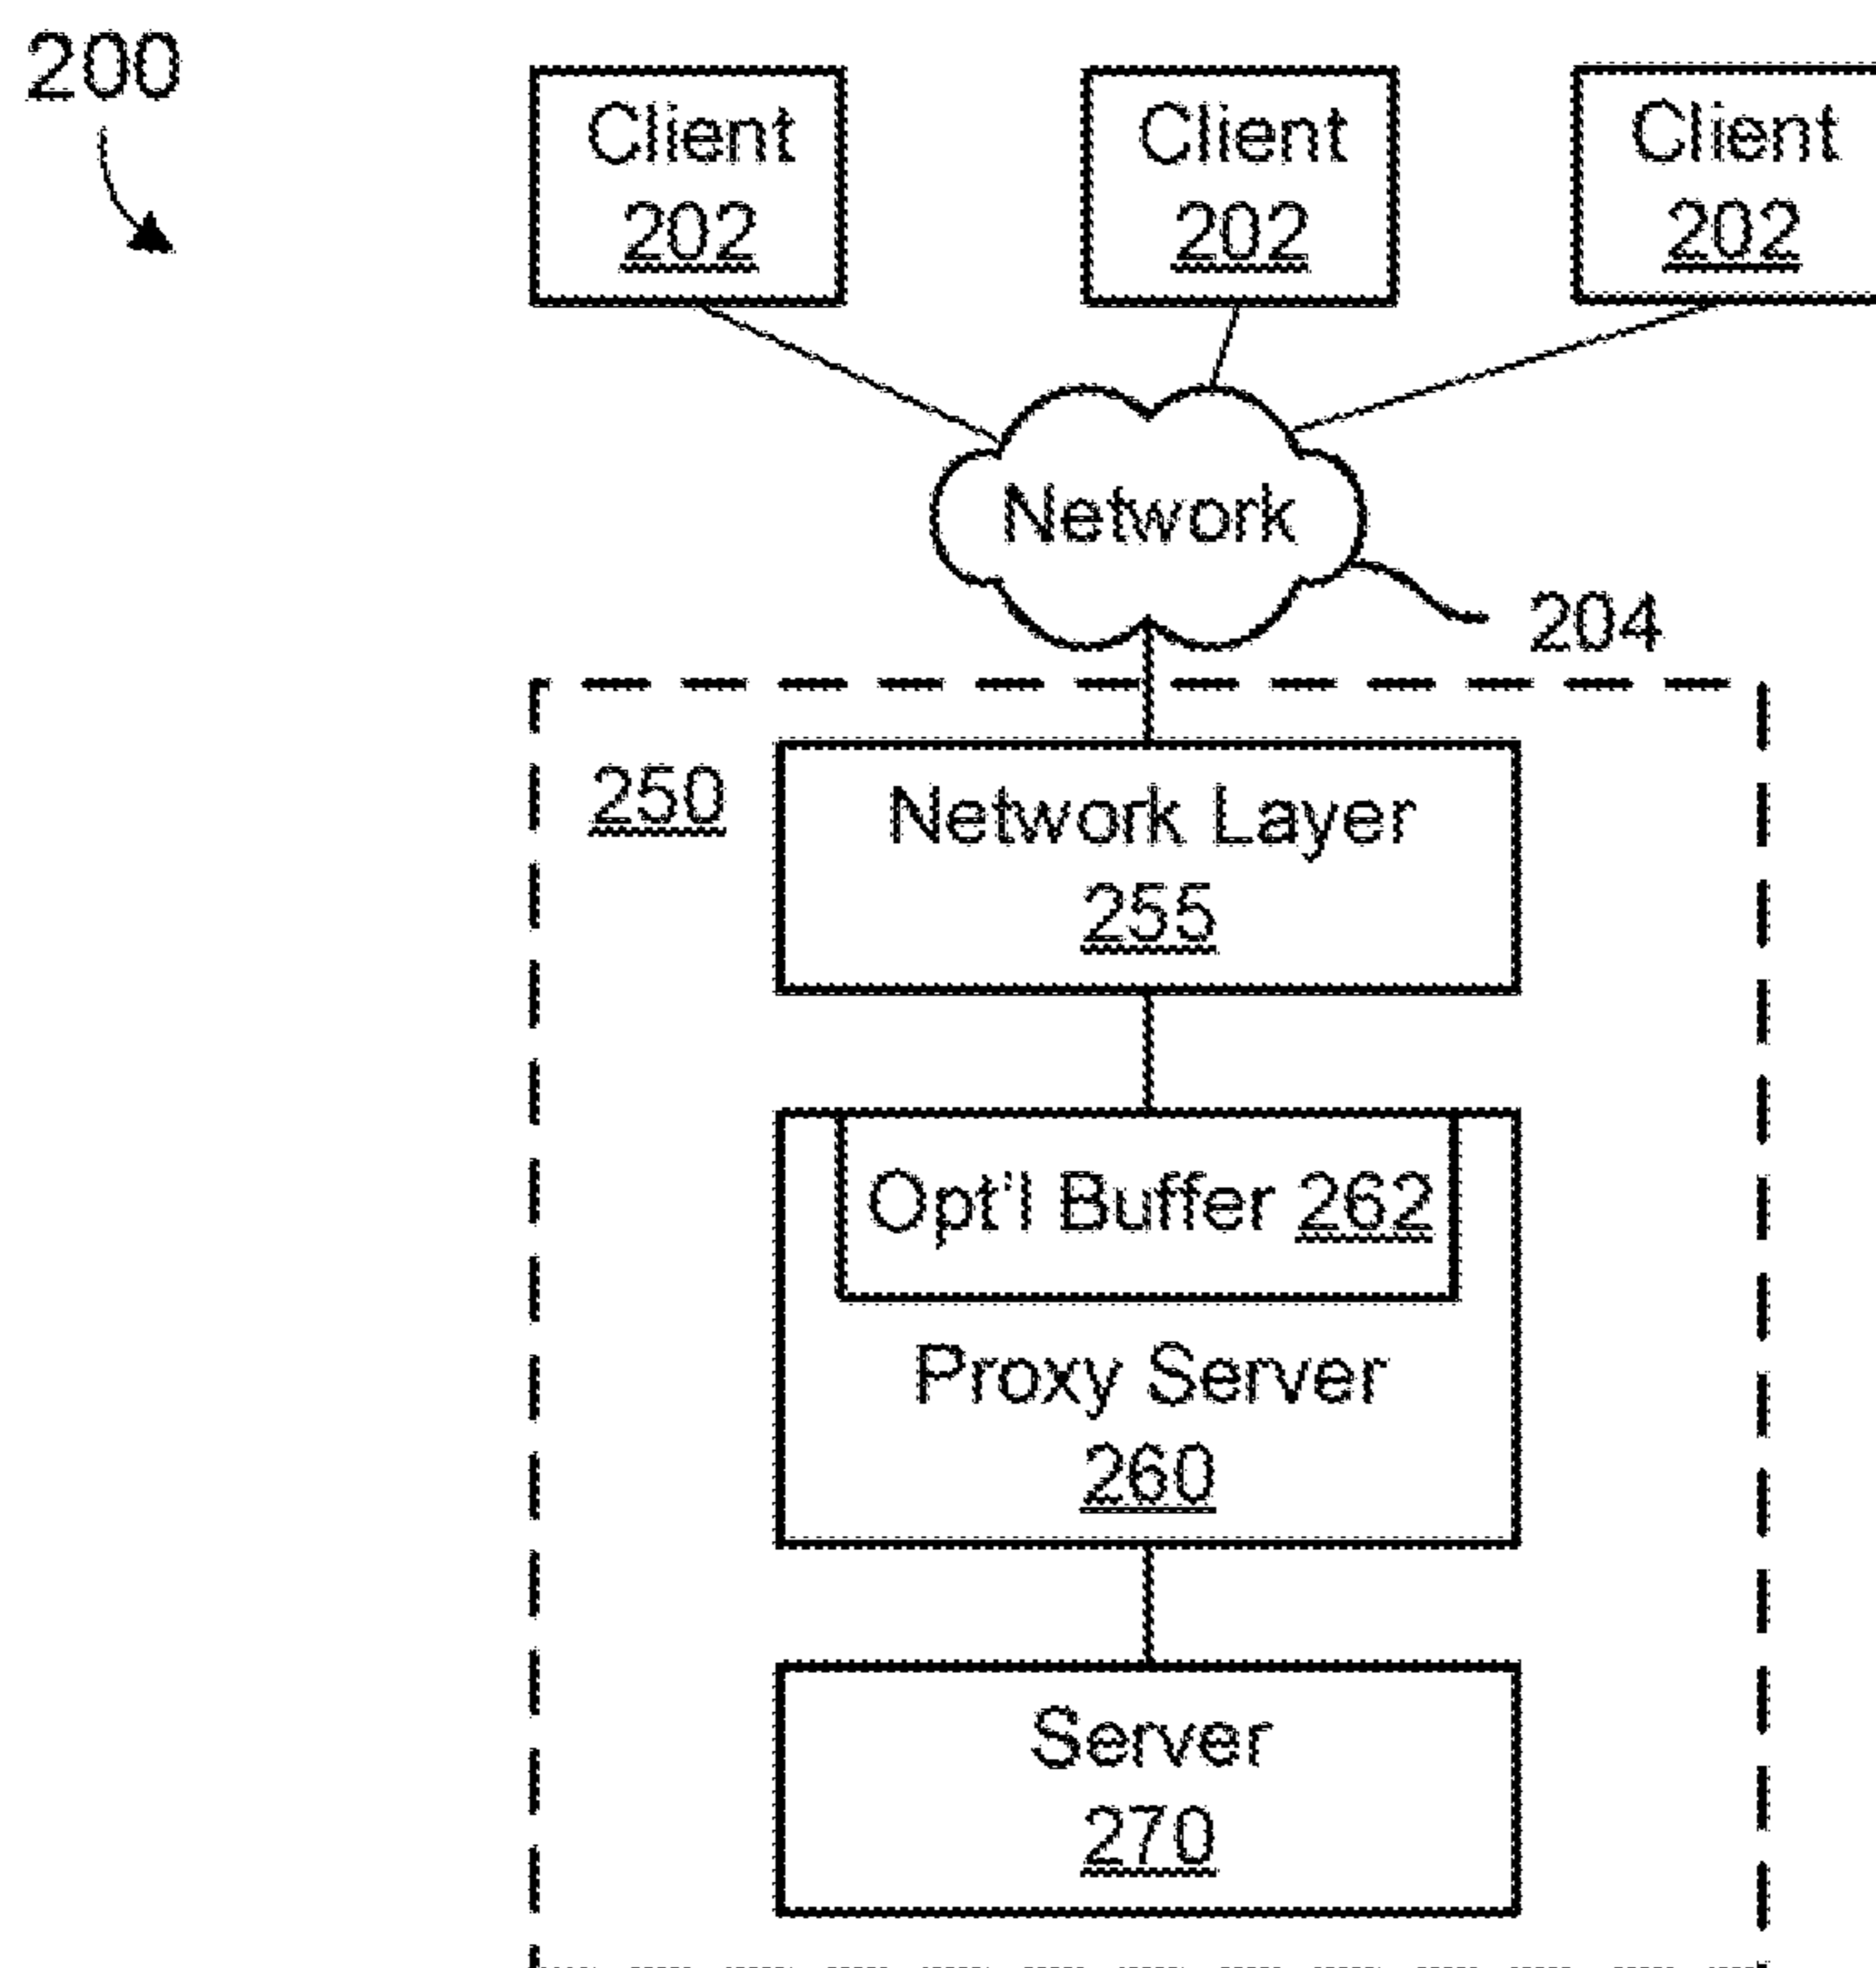 200
Client
202
Client
202
Client
202
Network
204
250
Network Layer
255
Opt'l Buffer 262
Proxy Server
260
Server
270